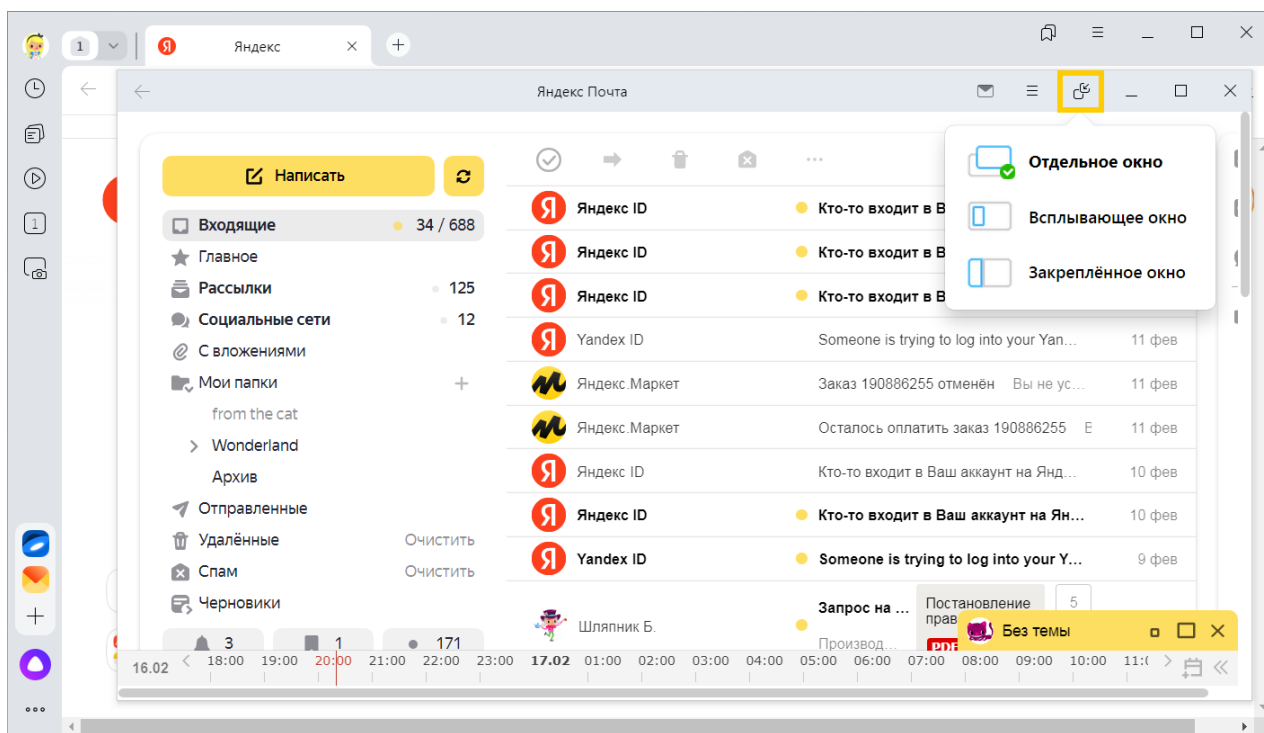 1
Я Яндекс
Яндекс Почта
1
Написать
Входящие 34 / 688
Главное
Рассылки 125
Социальные сети 12
С вложениями
Мои папки
from the cat
Wonderland
Архив
Отправленные
Удалённые Очистить
Спам Очистить
Черновики
3 1 171
Отдельное окно
Всплывающее окно
Закреплённое окно
Я Яндекс ID Кто-то входит в В
Я Яндекс ID Кто-то входит в В
Я Яндекс ID Кто-то входит в В
Я Yandex ID Someone is trying to log into your Yan... 11 фев
Яндекс.Маркет Заказ 190886255 отменён Вы не ус... 11 фев
Яндекс.Маркет Осталось оплатить заказ 190886255 В 11 фев
Я Яндекс ID Кто-то входит в Ваш аккаунт на Янд... 10 фев
Я Яндекс ID Кто-то входит в Ваш аккаунт на Ян... 10 фев
Я Yandex ID Someone is trying to log into your Y... 9 фев
Шляпник Б. Запрос на ... Постановление 5
прав
Производ... PDF
Без темы
16.02 18:00 19:00 20:00 21:00 22:00 23:00 17.02 01:00 02:00 03:00 04:00 05:00 06:00 07:00 08:00 09:00 10:00 11:(